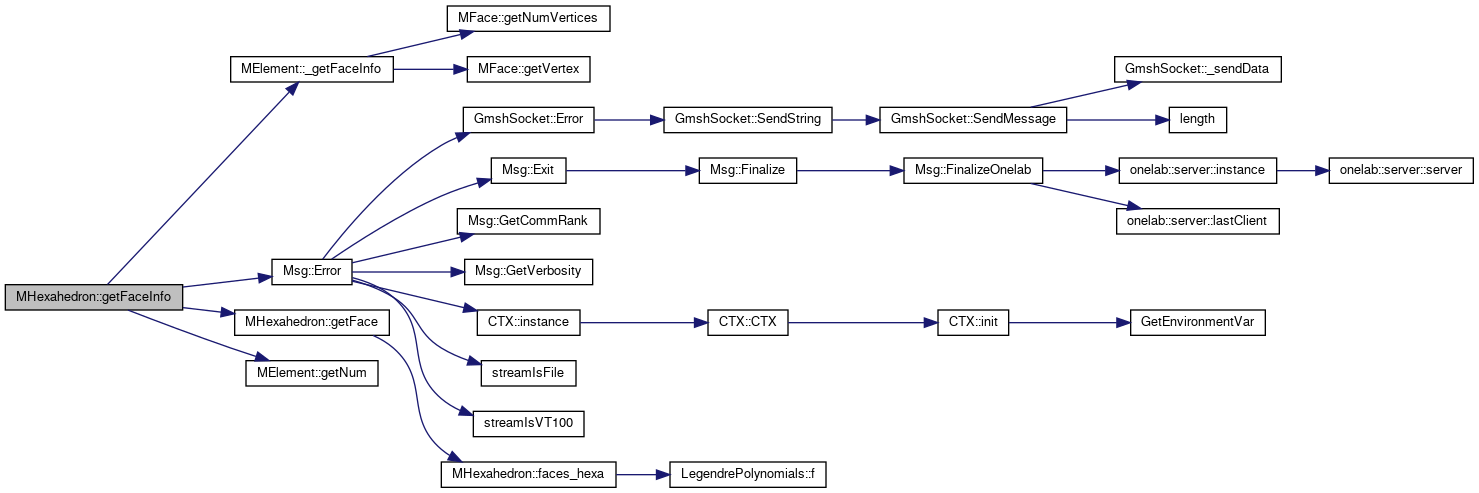 MFace::getNumVertices
MElement::_getFaceInfo
MFace::getVertex
GmshSocket::_sendData
GmshSocket::Error
GmshSocket::SendString
GmshSocket::SendMessage
length
Msg::Exit
Msg::Finalize
Msg::FinalizeOnelab
onelab::server::instance
onelab::server::server
Msg::GetCommRank
onelab::server::lastClient
Msg::Error
Msg::GetVerbosity
MHexahedron::getFaceInfo
MHexahedron::getFace
CTX::instance
CTX::CTX
CTX::init
GetEnvironmentVar
MElement::getNum
streamIsFile
streamIsVT100
MHexahedron::faces_hexa
LegendrePolynomials::f